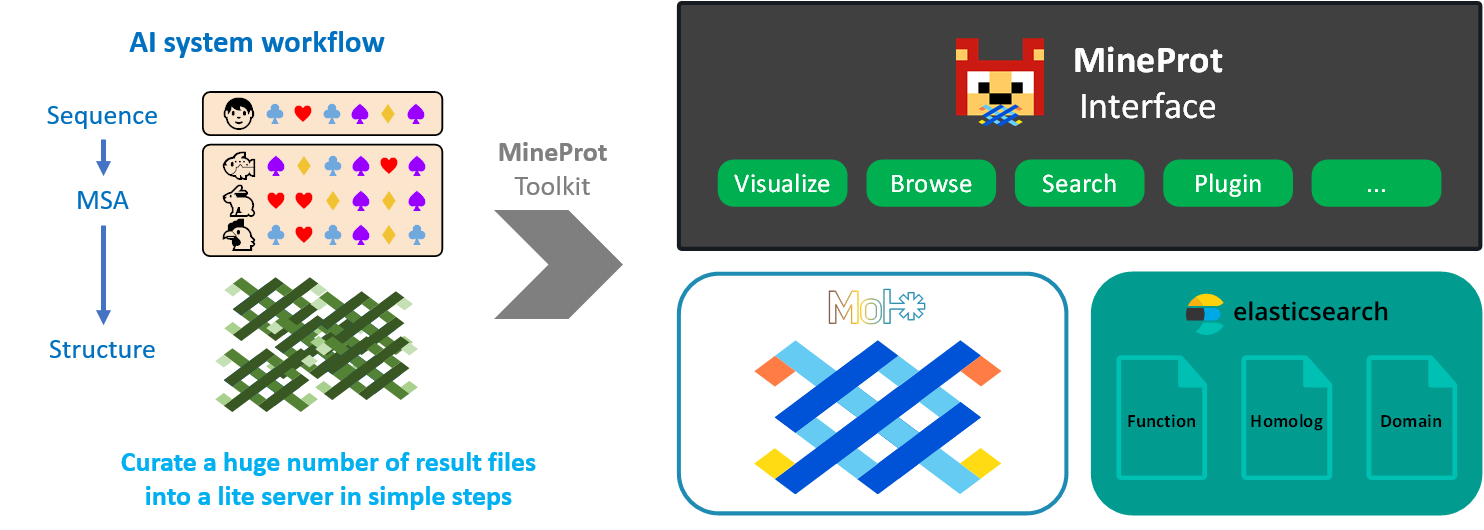 AI system workflow
Sequence
MSA
Structure
Curate a huge number of result files
into a lite server in simple steps
MineProt
Toolkit
MineProt
Interface
Visualize
Browse
Search
Plugin
...
Mol*
elasticsearch
Function
Homolog
Domain